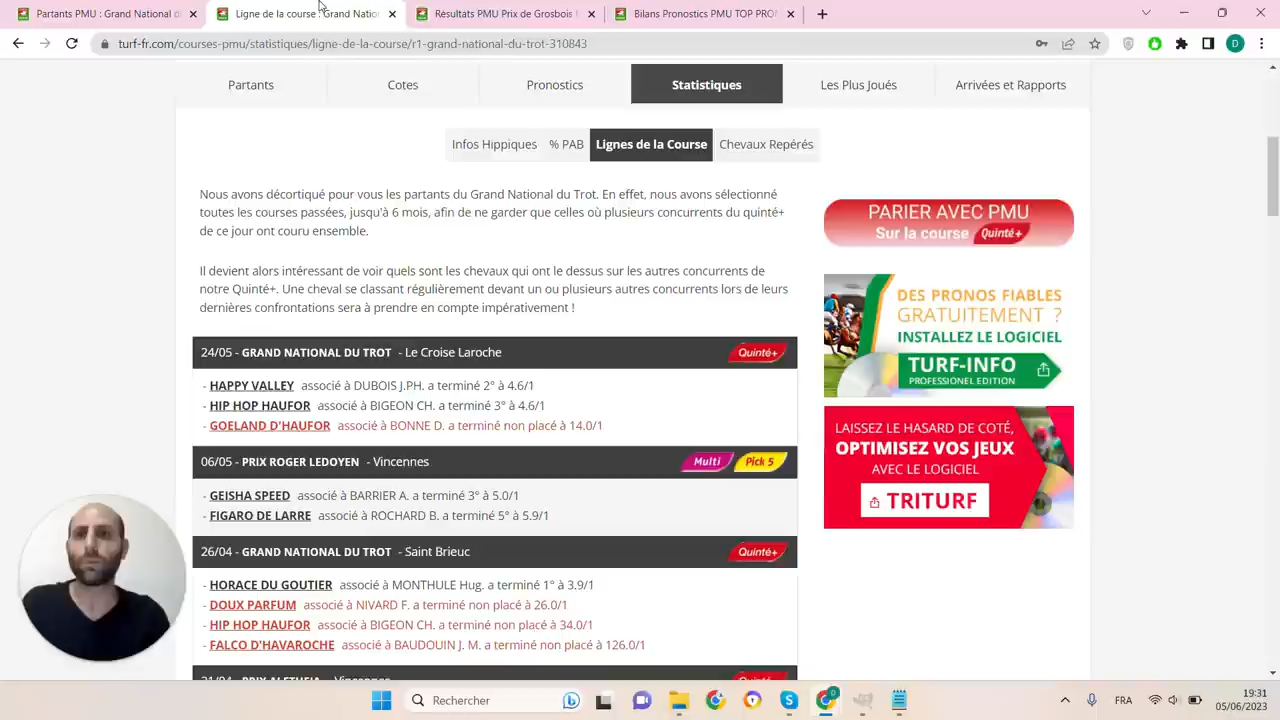 Partants PMU : Grand National d
Ligne de la course : Grand Natio
Résultats PMU du Prono
Bilan Pronostics PMU TOP PRO
turf-fr.com/courses-pmu/statistiques/ligne-course/r1-grand-national-du-trot-310843
D
Partants
Cotes
Pronostics
Statistiques
Les Plus Joués
Arrivées et Rapports
Infos Hippiques
% PAB
Lignes de la Course
Chevaux Repérés
Nous avons décortiqué pour vous les partants du Grand National du Trot. En effet, nous avons sélectionné
toutes les courses passées, jusqu'à 6 mois, afin de ne garder que celles où plusieurs concurrents du quinté+
de ce jour ont couru ensemble.
Il devient alors intéressant de voir quels sont les chevaux qui ont le dessus sur les autres concurrents de
notre Quinté+. Une cheval se classant régulièrement devant un ou plusieurs autres concurrents lors de leurs
dernières confrontations sera à prendre en compte impérativement !
24/05 - GRAND NATIONAL DU TROT - Le Croise Laroche
Quinté+
- HAPPY VALLEY associé à DUBOIS J.PH. a terminé 2° à 4.6/1
- HIP HOP HAUFOR associé à BIGEON CH. a terminé 3° à 4.6/1
- GOELAND D'HAUFOR associé à BONNE D. a terminé non placé à 14.0/1
06/05 - PRIX ROGER LEDOYEN - Vincennes
Multi
Pick 5
- GEISHA SPEED associé à BARRIER A. a terminé 3° à 5.0/1
- FIGARO DE LARRE associé à ROCHARD B. a terminé 5° à 5.9/1
26/04 - GRAND NATIONAL DU TROT - Saint Brieuc
Quinté+
- HORACE DU GOUTIER associé à MONTHULE Hug. a terminé 1° à 3.9/1
- DOUX PARFUM associé à NIVARD F. a terminé non placé à 26.0/1
- HIP HOP HAUFOR associé à BIGEON CH. a terminé non placé à 34.0/1
- FALCO D'HAVAROCHE associé à BAUDOUIN J. M. a terminé non placé à 126.0/1
PARIER AVEC PMU
Sur la course Quinté+
DES PRONOS FIABLES
GRATUITEMENT ?
INSTALLEZ LE LOGICIEL
TURF-INFO
PROFESSIONEL EDITION
LAISSEZ LE HASARD DE COTÉ,
OPTIMISEZ VOS JEUX
AVEC LE LOGICIEL
TRITURF
Rechercher
FRA
19:31
05/06/2023